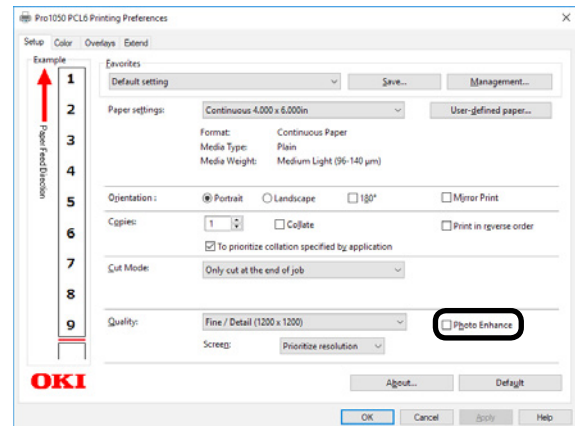 Pro1050 PCL6 Printing Preferences
Setup Color Overlays Extend
Example
Paper Feed Direction
1
2
3
4
5
6
7
8
9
OKI
Favorites
Default setting Save... Management...
Paper settings: Continuous 4.000 x 6.000in User-defined paper...
Format: Continuous Paper
Media Type: Plain
Media Weight: Medium Light (96-140 µm)
Orientation : Portrait Landscape 180° Mirror Print
Copies: 1 Collate Print in reverse order
To prioritize collation specified by application
Cut Mode: Only cut at the end of job
Quality: Fine / Detail (1200 x 1200) Photo Enhance
Screen: Prioritize resolution
About... Default
OK Cancel Apply Help